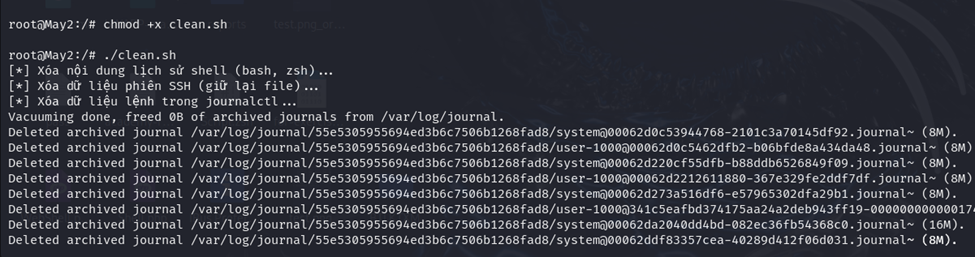 root@May2:/# chmod +x clean.sh
root@May2:/# ./clean.sh
[*] Xóa nội dung lịch sử shell (bash, zsh)...
[*] Xóa dữ liệu phiên SSH (giữ lại file)...
[*] Xóa dữ liệu lệnh trong journalctl...
Vacuuming done, freed 0B of archived journals from /var/log/journal.
Deleted archived journal /var/log/journal/55e5305955694ed3b6c7506b1268fad8/system@00062d0c53944768-2101c3a70145df92.journal~ (8M).
Deleted archived journal /var/log/journal/55e5305955694ed3b6c7506b1268fad8/user-1000@00062d0c5462dfb2-b06bfde8a434da48.journal~ (8M)
Deleted archived journal /var/log/journal/55e5305955694ed3b6c7506b1268fad8/system@00062d220cf55dfb-b88ddb6526849f09.journal~ (8M).
Deleted archived journal /var/log/journal/55e5305955694ed3b6c7506b1268fad8/user-1000@00062d2212611880-367e329fe2ddf7df.journal~ (8M)
Deleted archived journal /var/log/journal/55e5305955694ed3b6c7506b1268fad8/system@00062d273a516df6-e57965302dfa29b1.journal~ (8M).
Deleted archived journal /var/log/journal/55e5305955694ed3b6c7506b1268fad8/user-1000@341c5eafbd374175aa24a2deb943ff19-000000000000174
Deleted archived journal /var/log/journal/55e5305955694ed3b6c7506b1268fad8/system@00062da2040dd4bd-082ec36fb54368c0.journal~ (16M).
Deleted archived journal /var/log/journal/55e5305955694ed3b6c7506b1268fad8/system@00062ddf83357cea-40289d412f06d031.journal~ (8M).